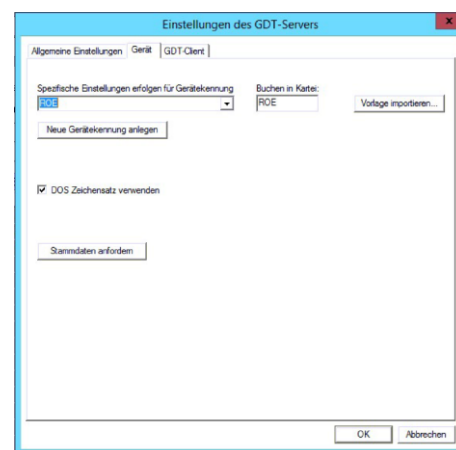 Einstellungen des GDT-Servers
x
Allgemeine Einstellungen Gerät GDT-Client
Spezifische Einstellungen erfolgen für Gerätekennung Buchen in Kartei:
ROE ROE Vorlage importieren...
Neue Gerätekennung anlegen
DOS Zeichensatz verwenden
Stammdaten anfordern
OK Abbrechen